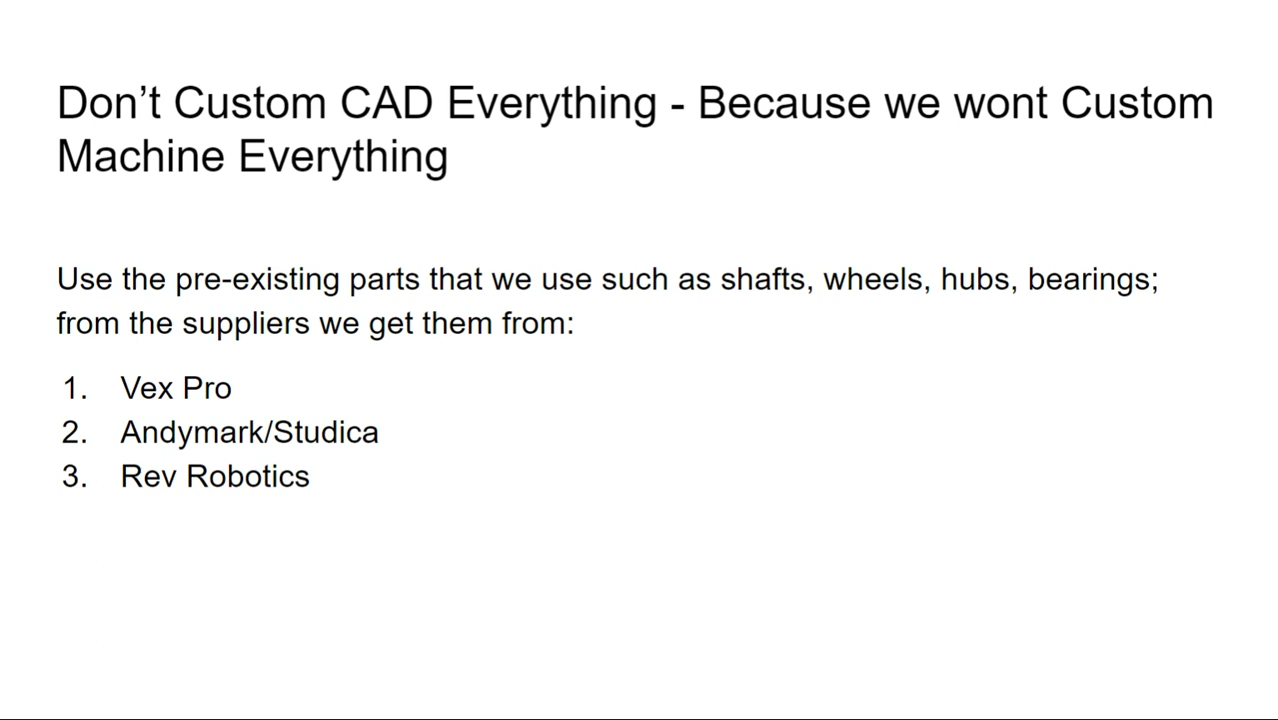 Don’t Custom CAD Everything - Because we wont Custom
Machine Everything
Use the pre-existing parts that we use such as shafts, wheels, hubs, bearings;
from the suppliers we get them from:
1. Vex Pro
2. Andymark/Studica
3. Rev Robotics